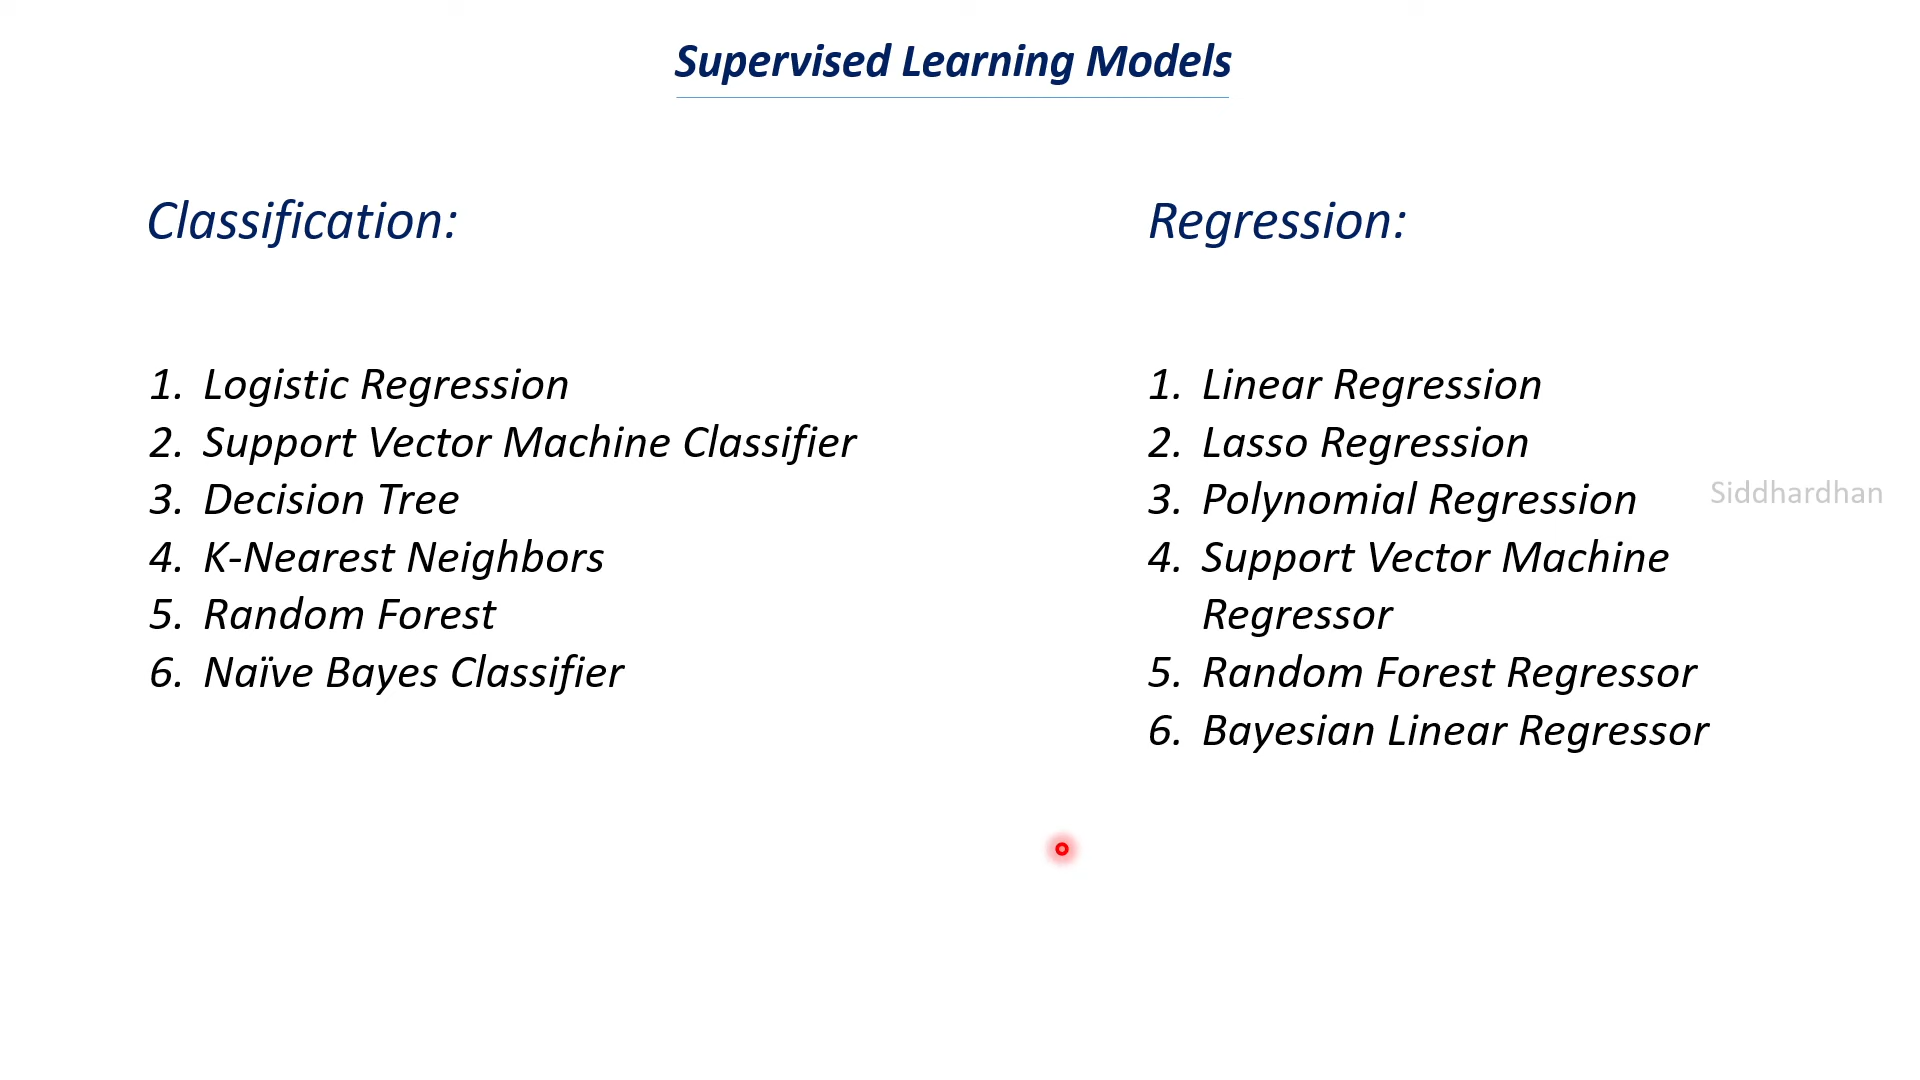 Supervised Learning Models
Classification:
1. Logistic Regression
2. Support Vector Machine Classifier
3. Decision Tree
4. K-Nearest Neighbors
5. Random Forest
6. Naïve Bayes Classifier
Regression:
1. Linear Regression
2. Lasso Regression
3. Polynomial Regression
4. Support Vector Machine
Regressor
5. Random Forest Regressor
6. Bayesian Linear Regressor
Siddhardhan